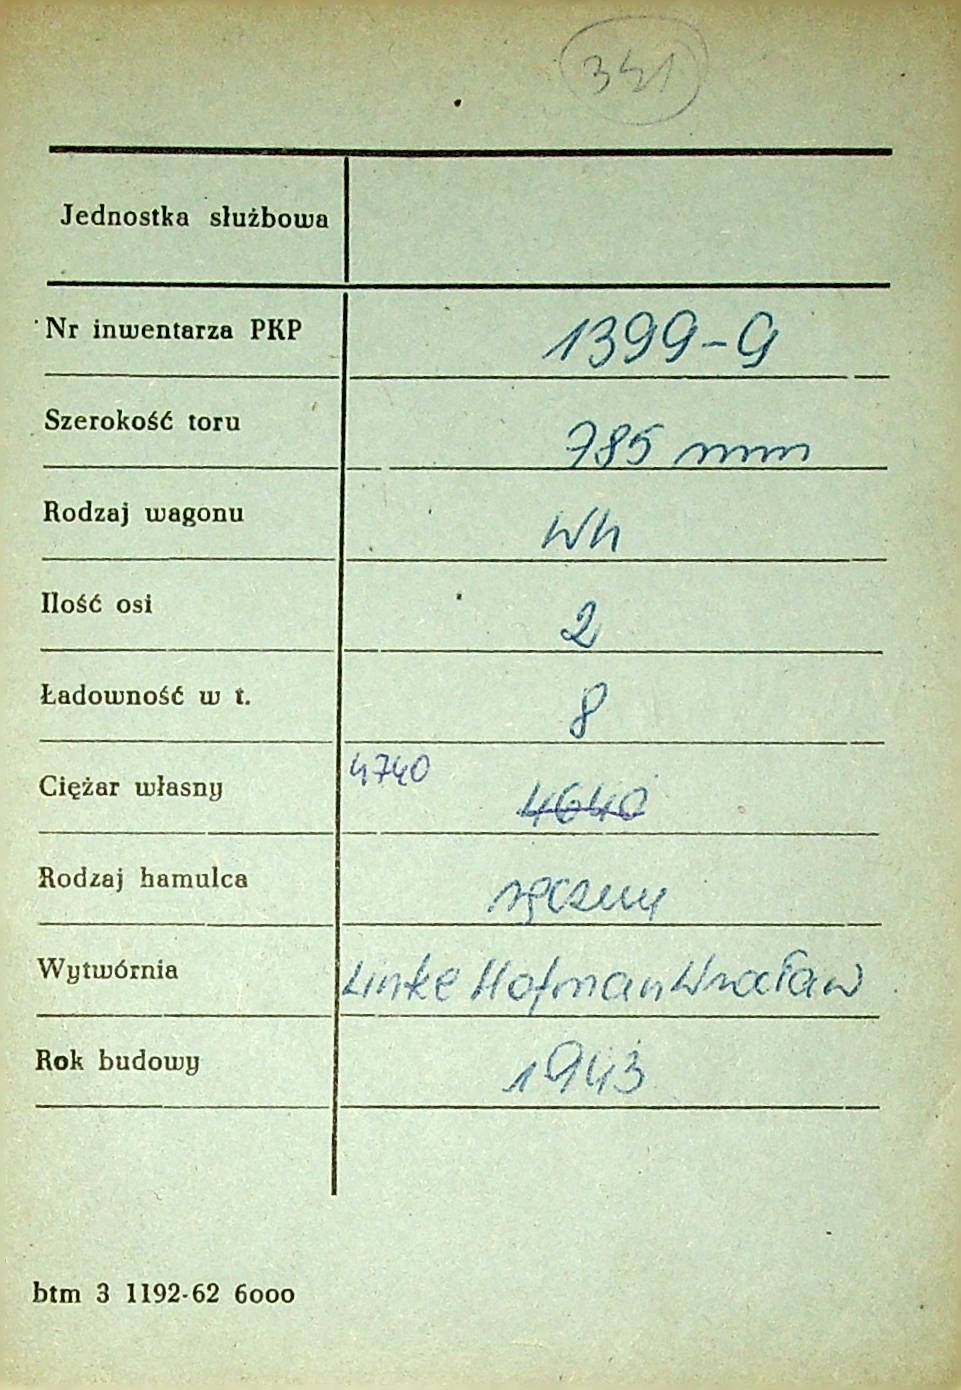 341
Jednostka służbowa
Nr inwentarza PKP 1399-9
Szerokość toru 785 mm
Rodzaj wagonu Wh
Ilość osi 2
Ładowność w t. 8
Ciężar własny 4740 4640
Rodzaj hamulca ręczny
Wytwórnia Linke Hofman Wrocław
Rok budowy 1943
btm 3 1192-62 6000